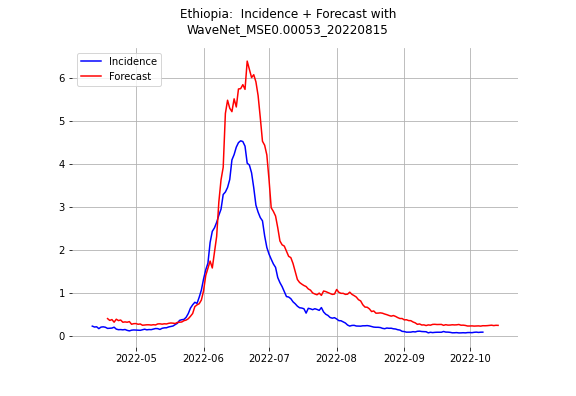 Ethiopia:  Incidence + Forecast with
WaveNet_MSE0.00053_20220815
Incidence
Forecast
6
5
4
3
2
1
0
2022-05 2022-06 2022-07 2022-08 2022-09 2022-10